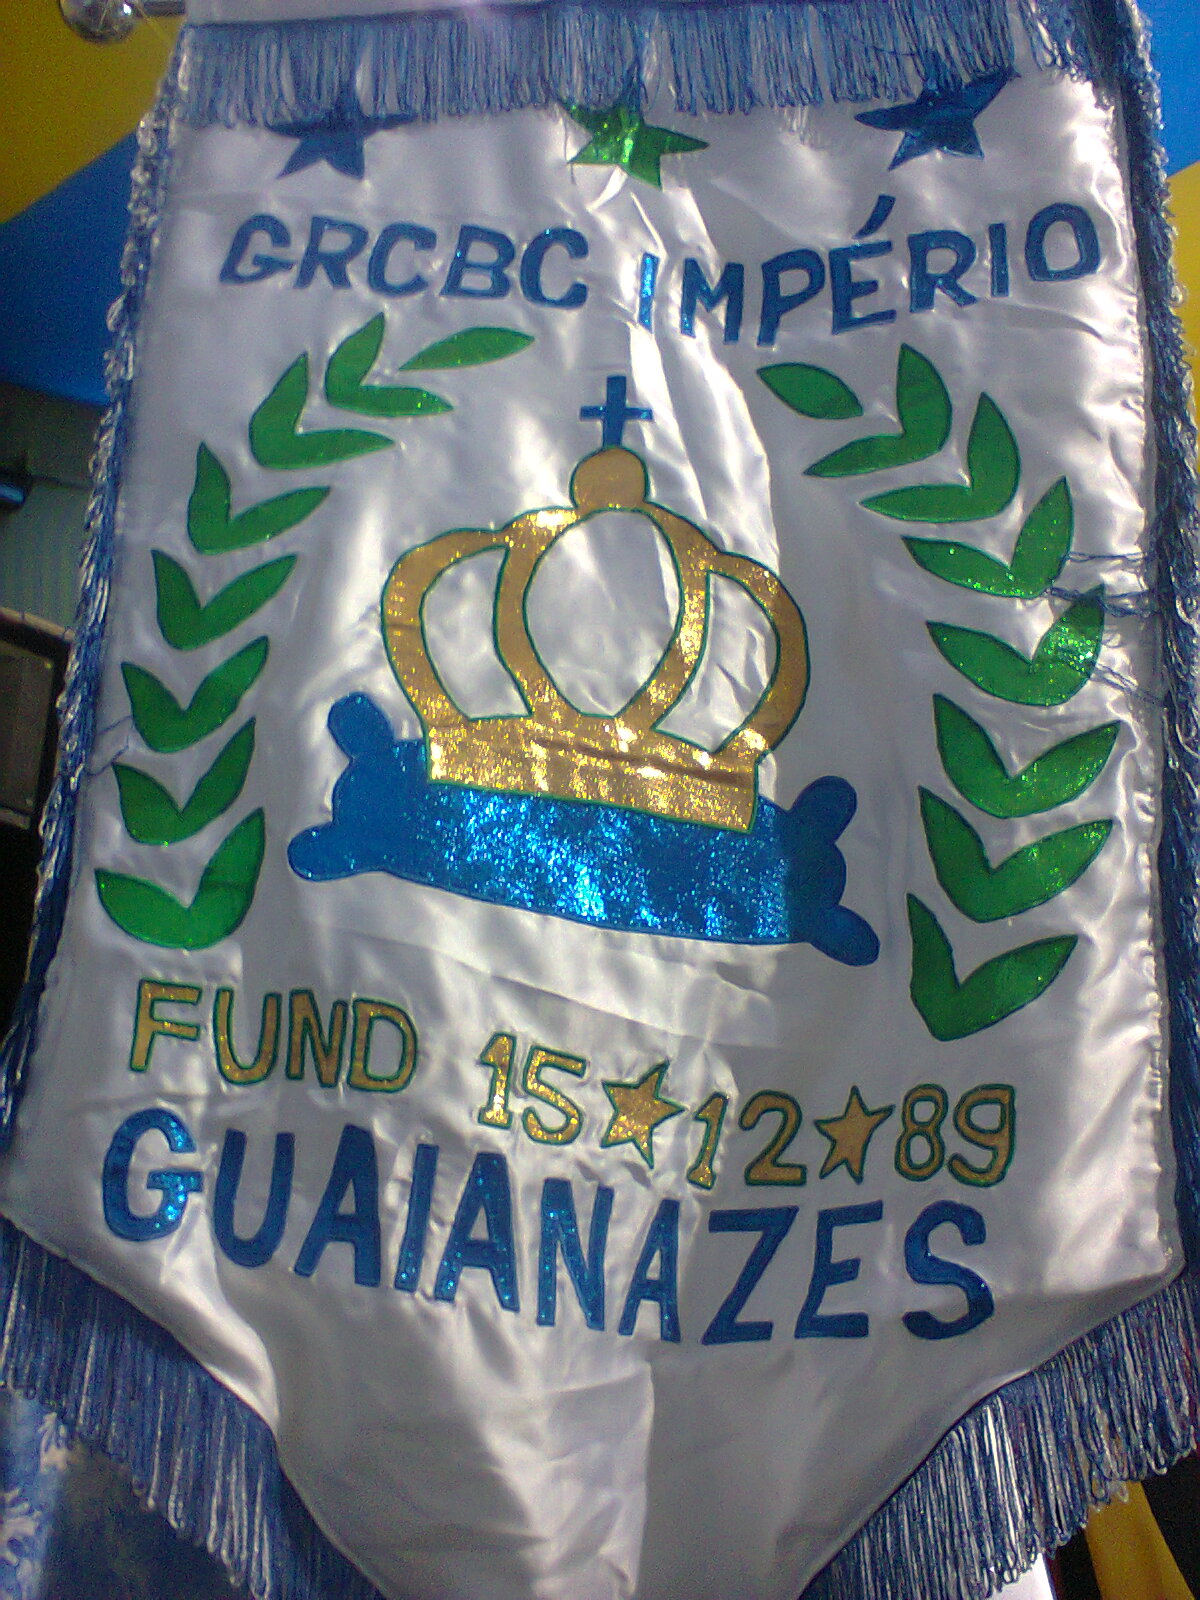 GRCBC IMPÉRIO
FUND 15★12★89
GUAIANAZES